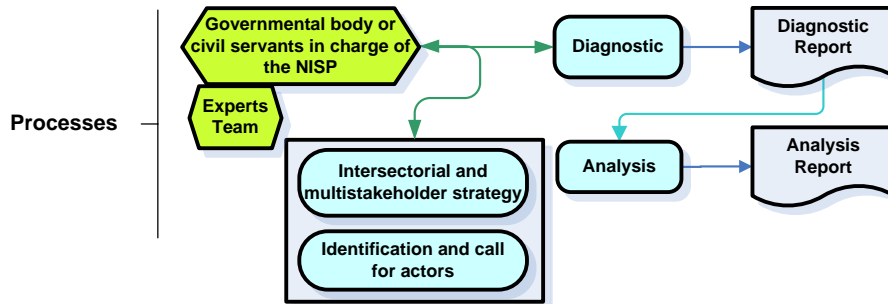 Processes
Governmental body or
civil servants in charge of
the NISP
Experts
Team
Diagnostic
Diagnostic
Report
Intersectorial and
multistakeholder strategy
Identification and call
for actors
Analysis
Analysis
Report